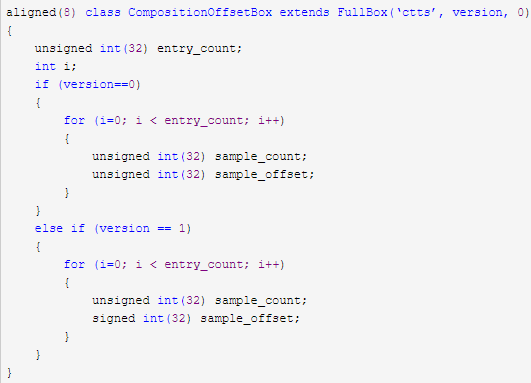 aligned(8) class CompositionOffsetBox extends FullBox(‘ctts’, version, 0)
{
    unsigned int(32) entry_count;
    int i;
    if (version==0)
    {
        for (i=0; i < entry_count; i++)
        {
            unsigned int(32) sample_count;
            unsigned int(32) sample_offset;
        }
    }
    else if (version == 1)
    {
        for (i=0; i < entry_count; i++)
        {
            unsigned int(32) sample_count;
            signed int(32) sample_offset;
        }
    }
}